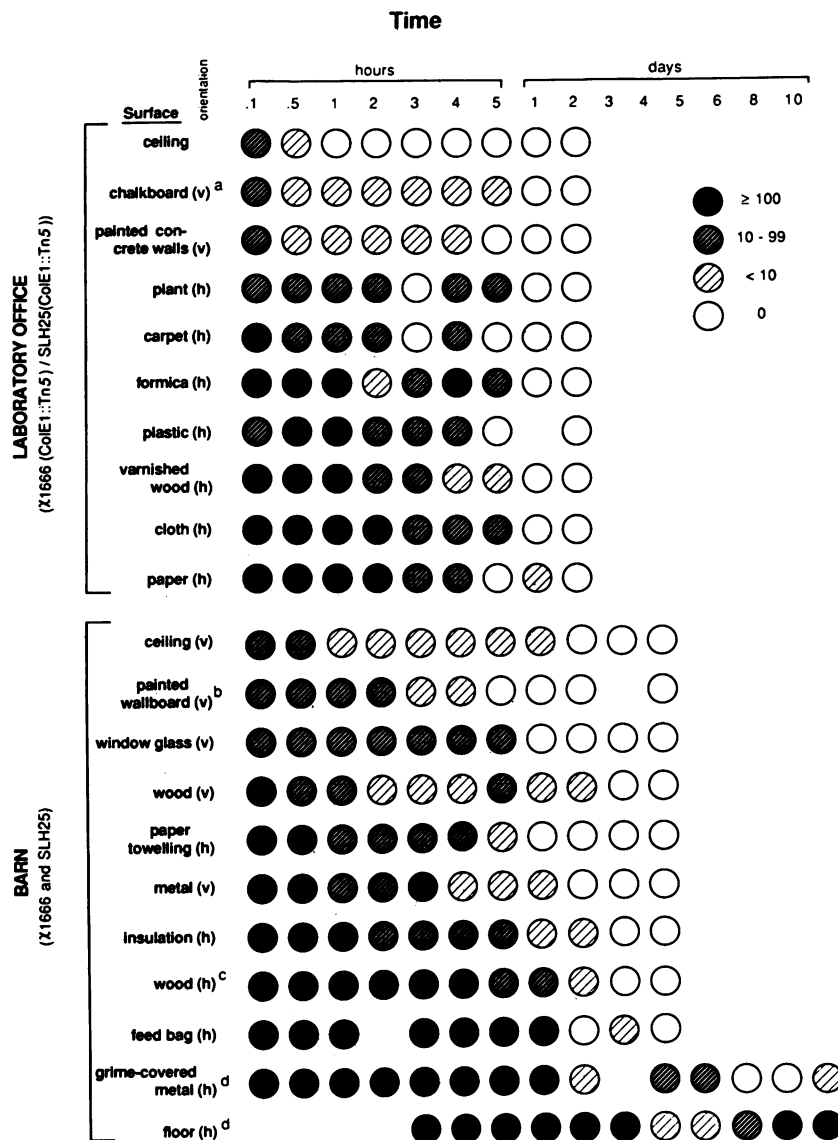 Time
hours days
orientation
Surface
.1 .5 1 2 3 4 5 1 2 3 4 5 6 8 10
LABORATORY OFFICE
(χ1666 (ColE1::Tn5) / SLH25(ColE1::Tn5))
ceiling
chalkboard (v) a
painted con-
crete walls (v)
plant (h)
carpet (h)
formica (h)
plastic (h)
varnished
wood (h)
cloth (h)
paper (h)
≥ 100
10 - 99
< 10
0
BARN
(χ1666 and SLH25)
ceiling (v)
painted
wallboard (v) b
window glass (v)
wood (v)
paper
towelling (h)
metal (v)
insulation (h)
wood (h) c
feed bag (h)
grime-covered
metal (h) d
floor (h) d